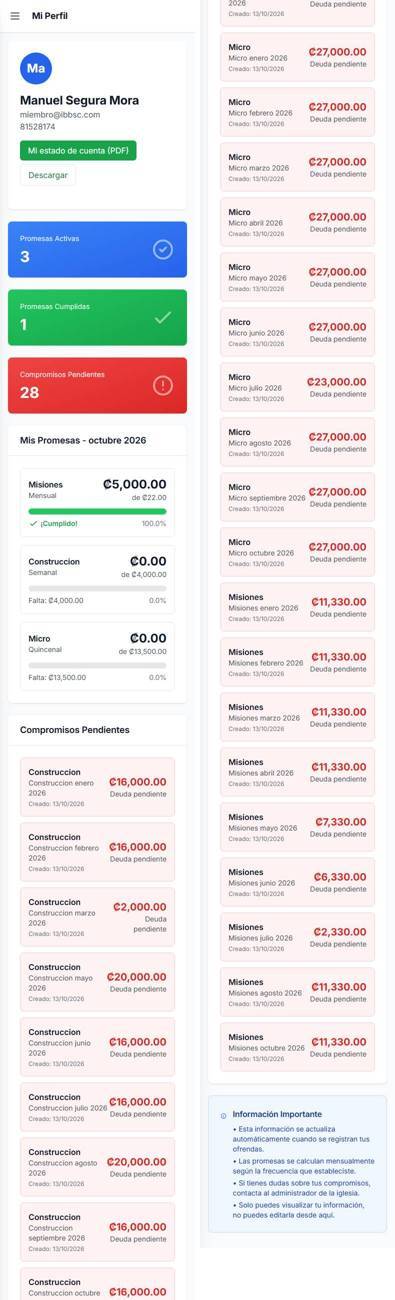 Mi Perfil
Ma
Manuel Segura Mora
miembro@ibbsc.com
81528174
Mi estado de cuenta (PDF)
Descargar
Promesas Activas
3
Promesas Cumplidas
1
Compromisos Pendientes
28
Mis Promesas - octubre 2026
Misiones
Mensual
₡5,000.00
de ₡22.00
¡Cumplido!
100.0%
Construccion
Semanal
₡0.00
de ₡4,000.00
Falta: ₡4,000.00
0.0%
Micro
Quincenal
₡0.00
de ₡13,500.00
Falta: ₡13,500.00
0.0%
Compromisos Pendientes
Construccion
Construccion enero
2026
Creado: 13/10/2026
₡16,000.00
Deuda pendiente
Construccion
Construccion febrero
2026
Creado: 13/10/2026
₡16,000.00
Deuda pendiente
Construccion
Construccion marzo
2026
Creado: 13/10/2026
₡2,000.00
Deuda
pendiente
Construccion
Construccion mayo
2026
Creado: 13/10/2026
₡20,000.00
Deuda pendiente
Construccion
Construccion junio
2026
Creado: 13/10/2026
₡16,000.00
Deuda pendiente
Construccion
Construccion julio 2026
Creado: 13/10/2026
₡16,000.00
Deuda pendiente
Construccion
Construccion agosto
2026
Creado: 13/10/2026
₡20,000.00
Deuda pendiente
Construccion
Construccion
septiembre 2026
Creado: 13/10/2026
₡16,000.00
Deuda pendiente
Construccion
Construccion octubre
₡16,000.00
2026
Creado: 13/10/2026
Deuda pendiente
Micro
Micro enero 2026
Creado: 13/10/2026
₡27,000.00
Deuda pendiente
Micro
Micro febrero 2026
Creado: 13/10/2026
₡27,000.00
Deuda pendiente
Micro
Micro marzo 2026
Creado: 13/10/2026
₡27,000.00
Deuda pendiente
Micro
Micro abril 2026
Creado: 13/10/2026
₡27,000.00
Deuda pendiente
Micro
Micro mayo 2026
Creado: 13/10/2026
₡27,000.00
Deuda pendiente
Micro
Micro junio 2026
Creado: 13/10/2026
₡27,000.00
Deuda pendiente
Micro
Micro julio 2026
Creado: 13/10/2026
₡23,000.00
Deuda pendiente
Micro
Micro agosto 2026
Creado: 13/10/2026
₡27,000.00
Deuda pendiente
Micro
Micro septiembre 2026
Creado: 13/10/2026
₡27,000.00
Deuda pendiente
Micro
Micro octubre 2026
Creado: 13/10/2026
₡27,000.00
Deuda pendiente
Misiones
Misiones enero 2026
Creado: 13/10/2026
₡11,330.00
Deuda pendiente
Misiones
Misiones febrero 2026
Creado: 13/10/2026
₡11,330.00
Deuda pendiente
Misiones
Misiones marzo 2026
Creado: 13/10/2026
₡11,330.00
Deuda pendiente
Misiones
Misiones abril 2026
Creado: 13/10/2026
₡11,330.00
Deuda pendiente
Misiones
Misiones mayo 2026
Creado: 13/10/2026
₡7,330.00
Deuda pendiente
Misiones
Misiones junio 2026
Creado: 13/10/2026
₡6,330.00
Deuda pendiente
Misiones
Misiones julio 2026
Creado: 13/10/2026
₡2,330.00
Deuda pendiente
Misiones
Misiones agosto 2026
Creado: 13/10/2026
₡11,330.00
Deuda pendiente
Misiones
Misiones octubre 2026
Creado: 13/10/2026
₡11,330.00
Deuda pendiente
Información Importante
• Esta información se actualiza
automáticamente cuando se registran tus
ofrendas.
• Las promesas se calculan mensualmente
según la frecuencia que estableciste.
• Si tienes dudas sobre tus compromisos,
contacta al administrador de la iglesia.
• Solo puedes visualizar tu información,
no puedes editarla desde aquí.